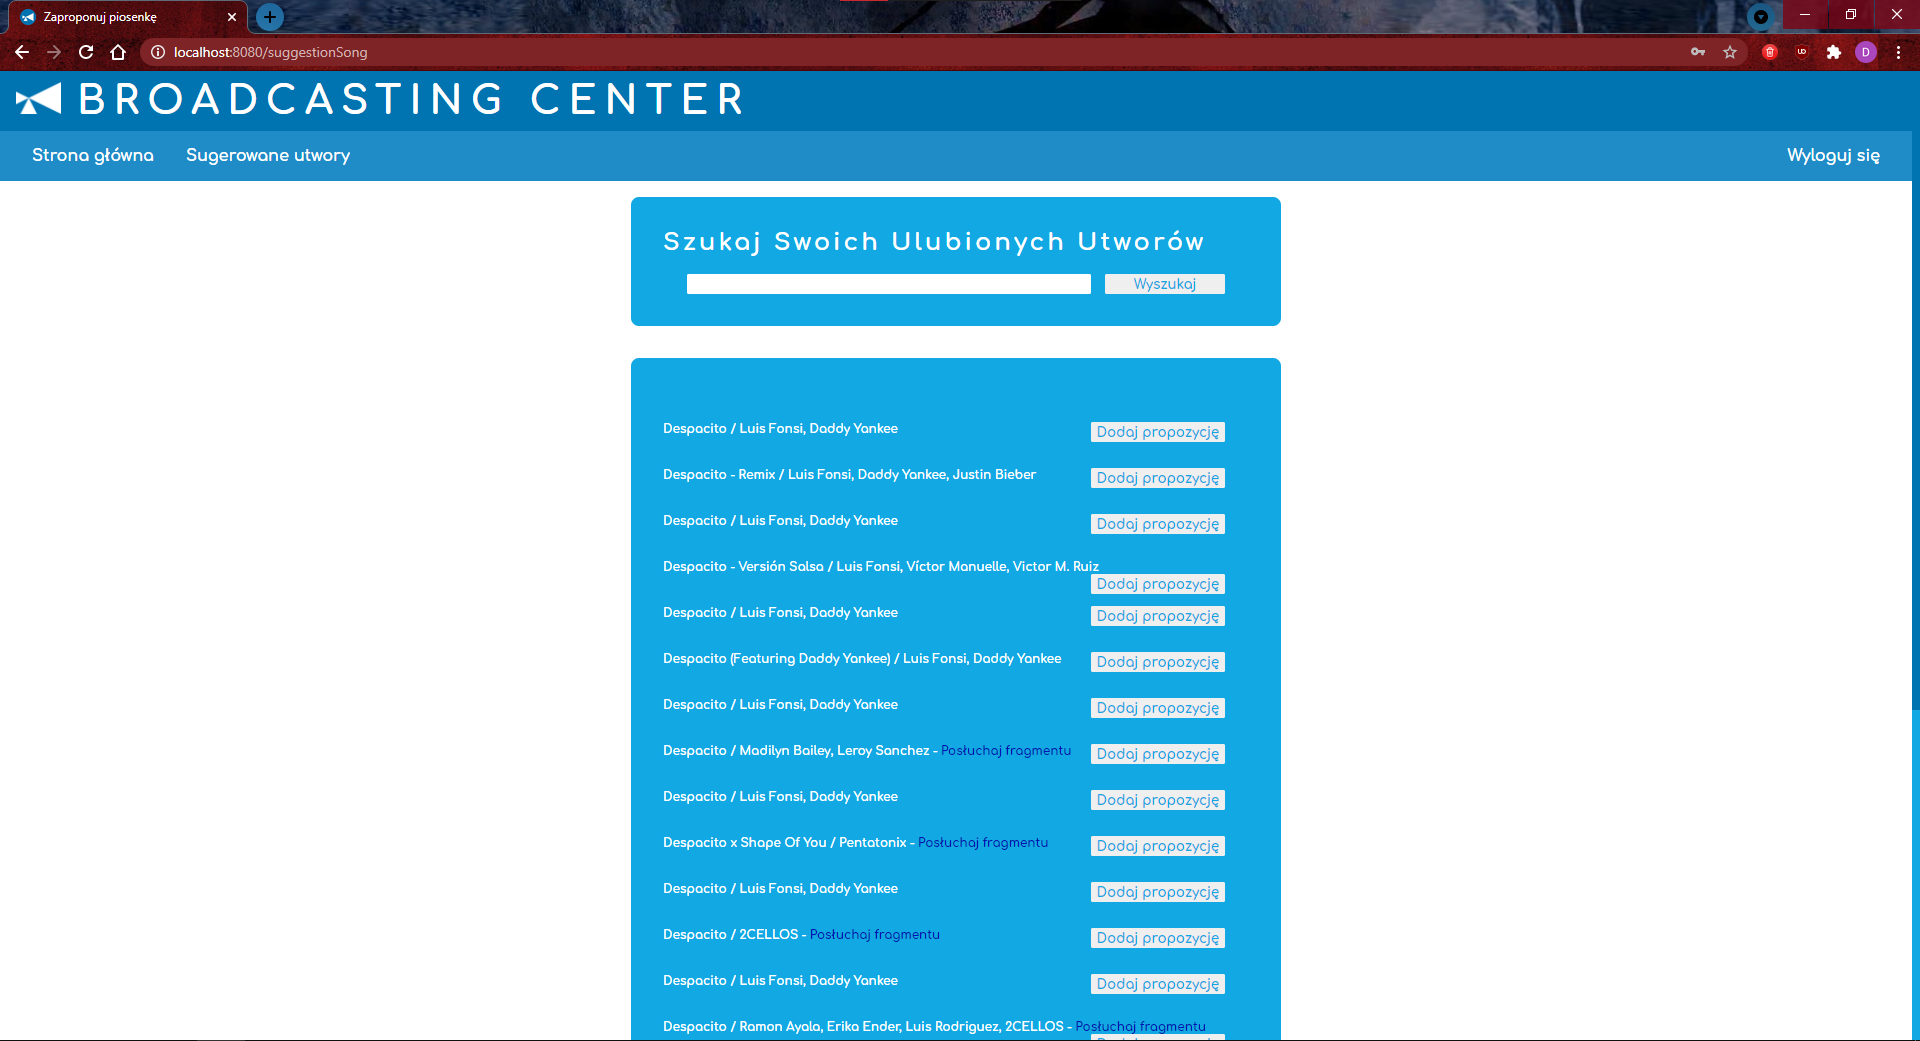 Zaproponuj piosenkę
localhost:8080/suggestionSong
D
BROADCASTING CENTER
Strona główna Sugerowane utwory Wyloguj się
Szukaj Swoich Ulubionych Utworów
Wyszukaj
Despacito / Luis Fonsi, Daddy Yankee Dodaj propozycję
Despacito - Remix / Luis Fonsi, Daddy Yankee, Justin Bieber Dodaj propozycję
Despacito / Luis Fonsi, Daddy Yankee Dodaj propozycję
Despacito - Versión Salsa / Luis Fonsi, Víctor Manuelle, Victor M. Ruiz
Dodaj propozycję
Despacito / Luis Fonsi, Daddy Yankee Dodaj propozycję
Despacito (Featuring Daddy Yankee) / Luis Fonsi, Daddy Yankee Dodaj propozycję
Despacito / Luis Fonsi, Daddy Yankee Dodaj propozycję
Despacito / Madilyn Bailey, Leroy Sanchez - Posłuchaj fragmentu Dodaj propozycję
Despacito / Luis Fonsi, Daddy Yankee Dodaj propozycję
Despacito x Shape Of You / Pentatonix - Posłuchaj fragmentu Dodaj propozycję
Despacito / Luis Fonsi, Daddy Yankee Dodaj propozycję
Despacito / 2CELLOS - Posłuchaj fragmentu Dodaj propozycję
Despacito / Luis Fonsi, Daddy Yankee Dodaj propozycję
Despacito / Ramon Ayala, Erika Ender, Luis Rodriguez, 2CELLOS - Posłuchaj fragmentu